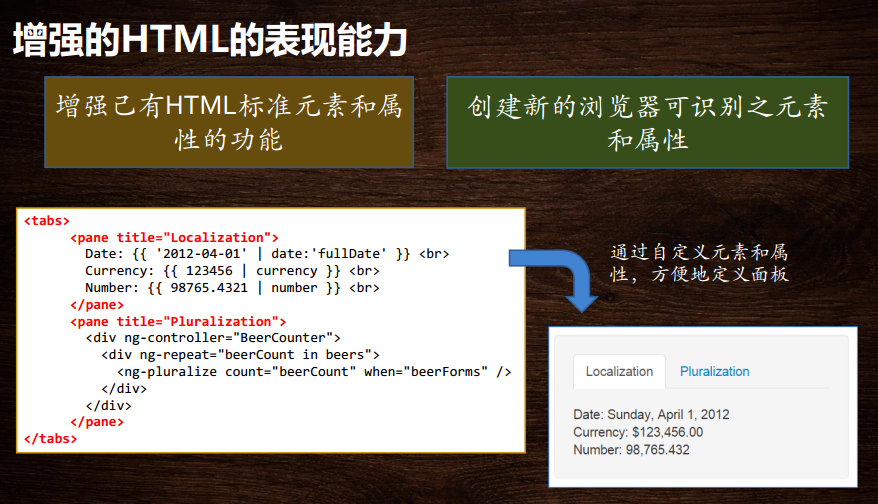 增强的HTML的表现能力
增强已有HTML标准元素和属
性的功能
创建新的浏览器可识别之元素
和属性
<tabs>
<pane title="Localization">
Date: {{ '2012-04-01' | date:'fullDate' }} <br>
Currency: {{ 123456 | currency }} <br>
Number: {{ 98765.4321 | number }} <br>
</pane>
<pane title="Pluralization">
<div ng-controller="BeerCounter">
<div ng-repeat="beerCount in beers">
<ng-pluralize count="beerCount" when="beerForms" />
</div>
</div>
</pane>
</tabs>
通过自定义元素和属
性，方便地定义面板
Localization Pluralization
Date: Sunday, April 1, 2012
Currency: $123,456.00
Number: 98,765.432